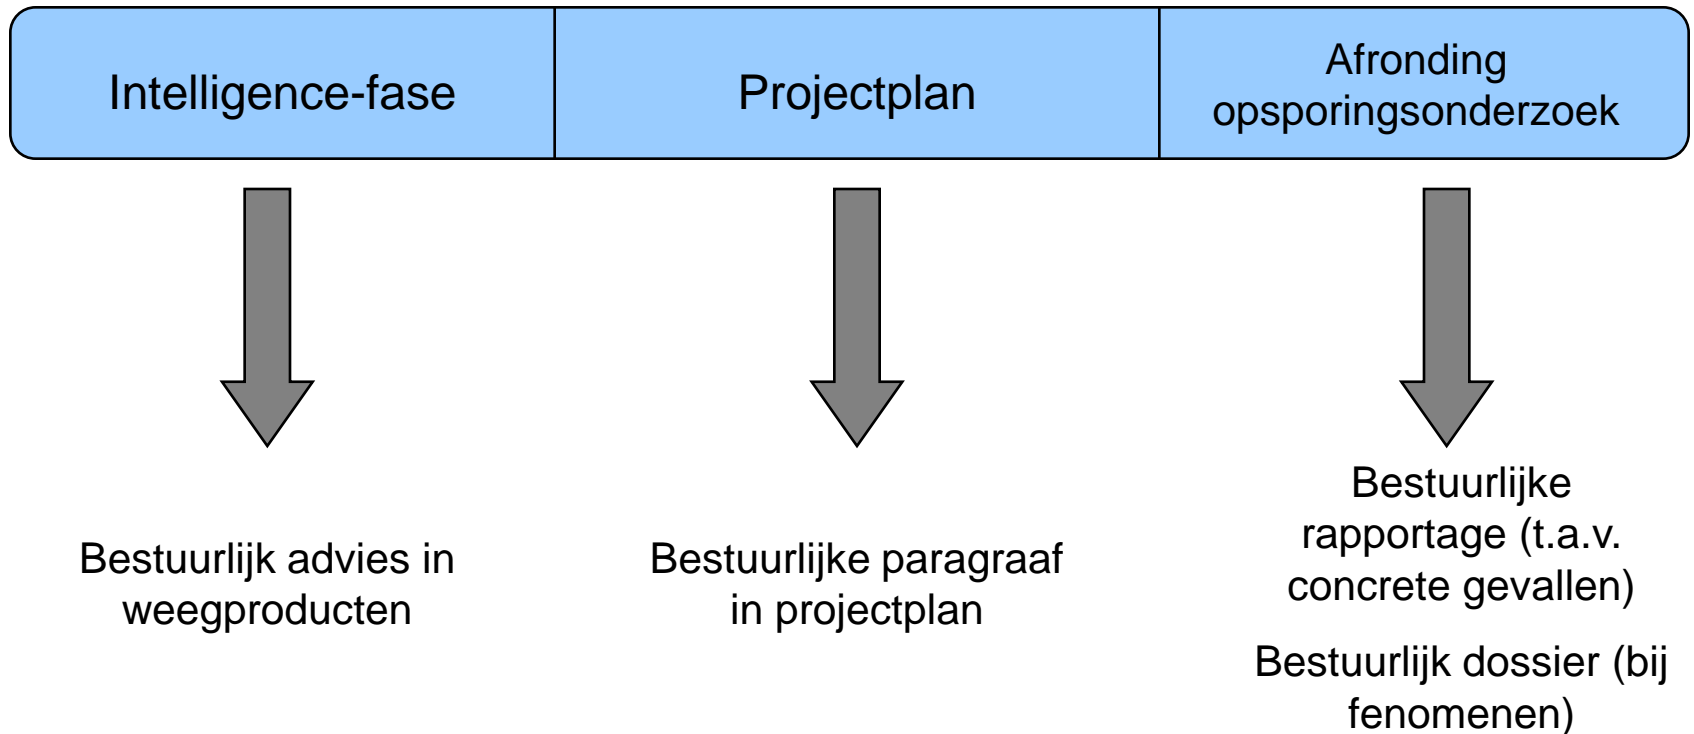 Intelligence-fase
Projectplan
Afronding
opsporingsonderzoek
Bestuurlijk advies in
weegproducten
Bestuurlijke paragraaf
in projectplan
Bestuurlijke
rapportage (t.a.v.
concrete gevallen)
Bestuurlijk dossier (bij
fenomenen)